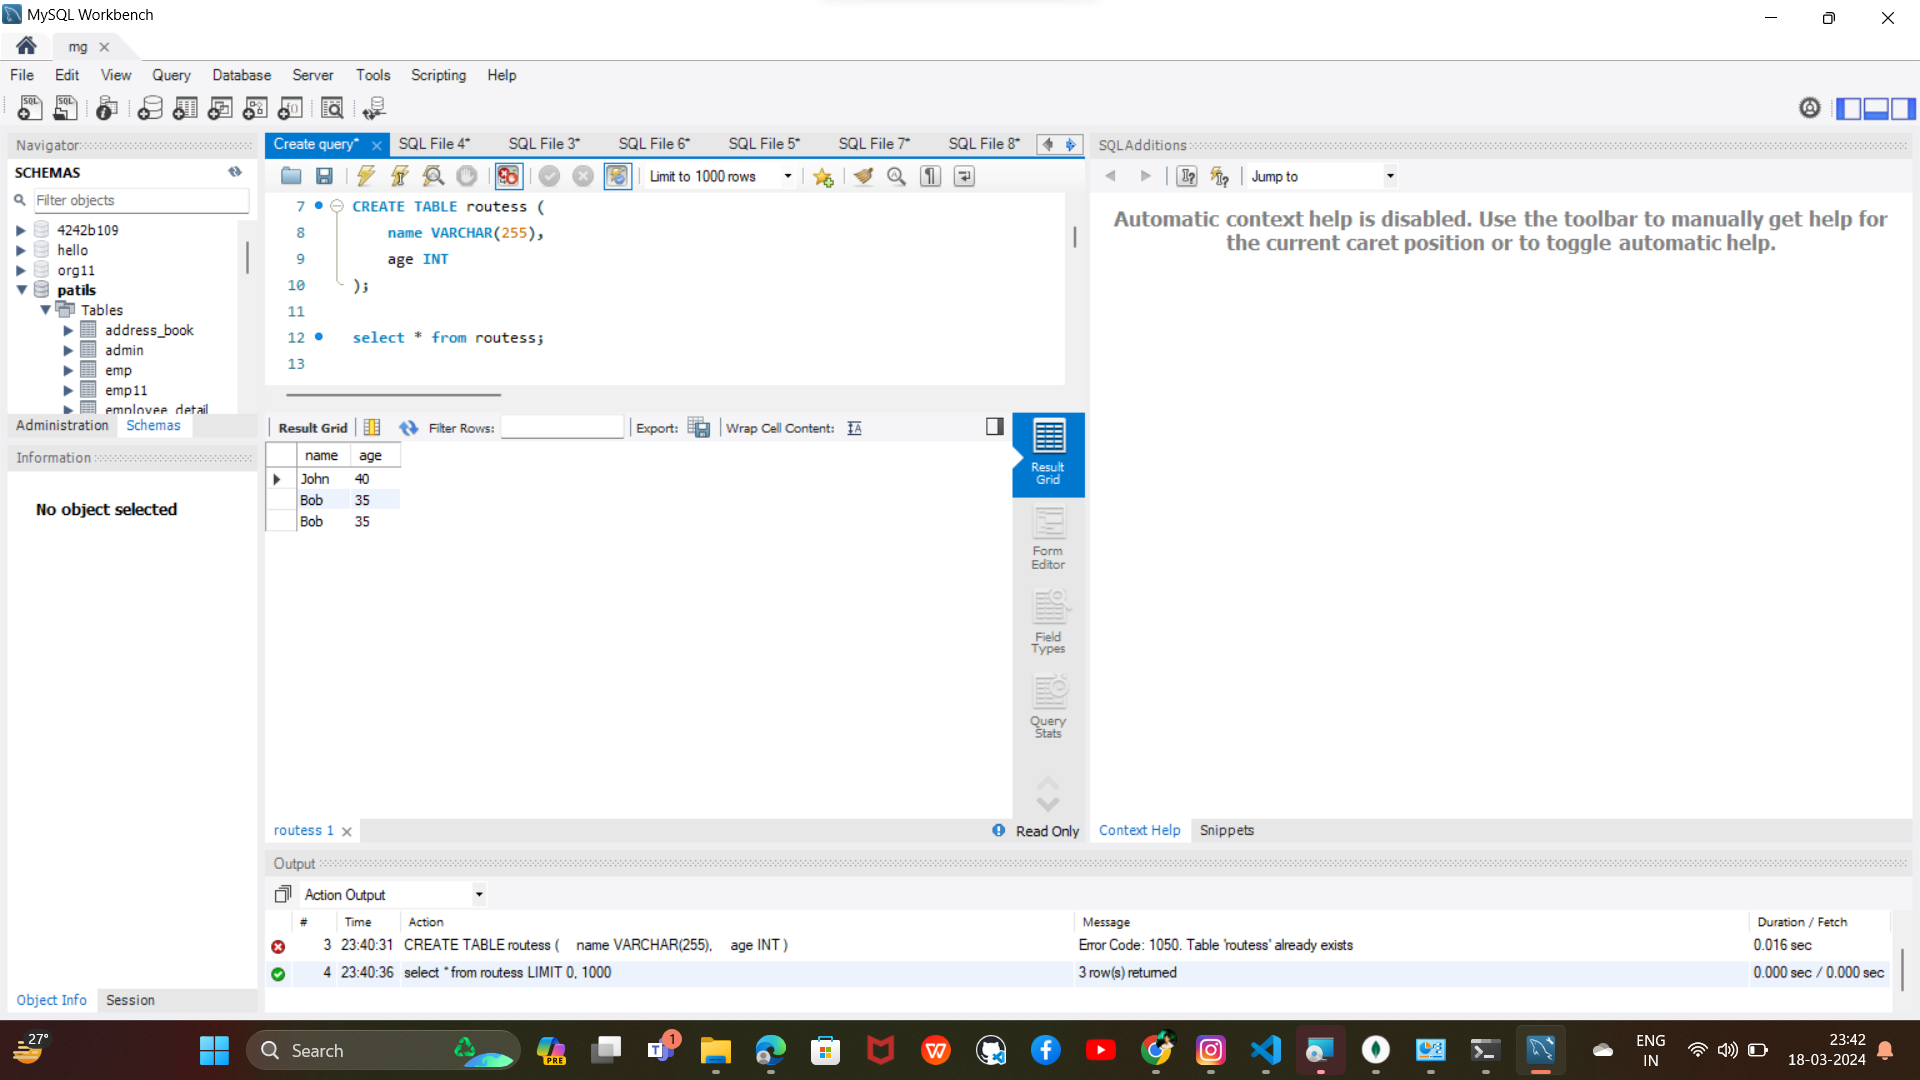 MySQL Workbench
mg
File Edit View Query Database Server Tools Scripting Help
Navigator
SCHEMAS
Filter objects
4242b109
hello
org11
patils
Tables
address_book
admin
emp
emp11
employee_detail
Administration Schemas
Information
No object selected
Object Info Session
Create query* SQL File 4* SQL File 3* SQL File 6* SQL File 5* SQL File 7* SQL File 8*
Limit to 1000 rows
7 CREATE TABLE routess (
8 name VARCHAR(255),
9 age INT
10 );
11
12 select * from routess;
13
Result Grid Filter Rows: Export: Wrap Cell Content:
name age
John 40
Bob 35
Bob 35
Result
Grid
Form
Editor
Field
Types
Query
Stats
routess 1 Read Only
SQLAdditions
Jump to
Automatic context help is disabled. Use the toolbar to manually get help for
the current caret position or to toggle automatic help.
Context Help Snippets
Output
Action Output
# Time Action Message Duration / Fetch
3 23:40:31 CREATE TABLE routess ( name VARCHAR(255), age INT ) Error Code: 1050. Table 'routess' already exists 0.016 sec
4 23:40:36 select * from routess LIMIT 0, 1000 3 row(s) returned 0.000 sec / 0.000 sec
27°
Search
PRE
1
ENG
IN
23:42
18-03-2024